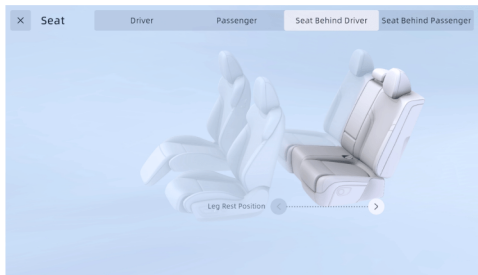 Seat
Driver
Passenger
Seat Behind Driver
Seat Behind Passenger
Leg Rest Position